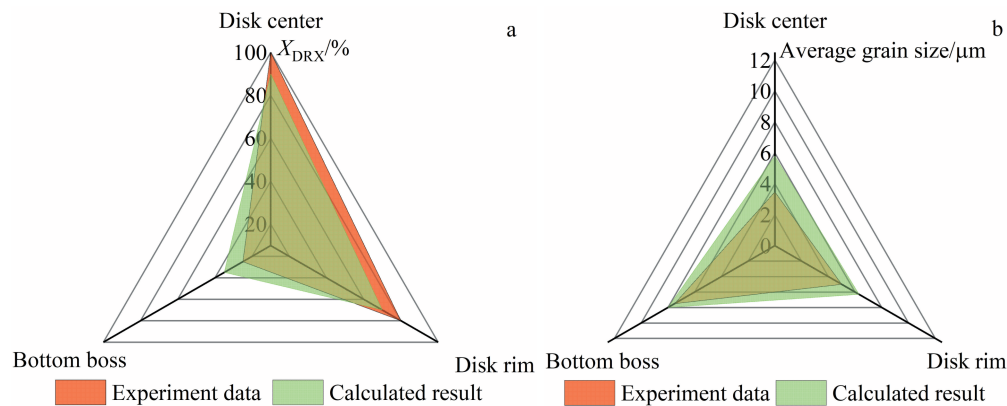 Disk center
a
X_DRX/%
100
80
60
40
20
Bottom boss
Disk rim
Experiment data
Calculated result
Disk center
b
Average grain size/μm
12
10
8
6
4
2
0
Bottom boss
Disk rim
Experiment data
Calculated result